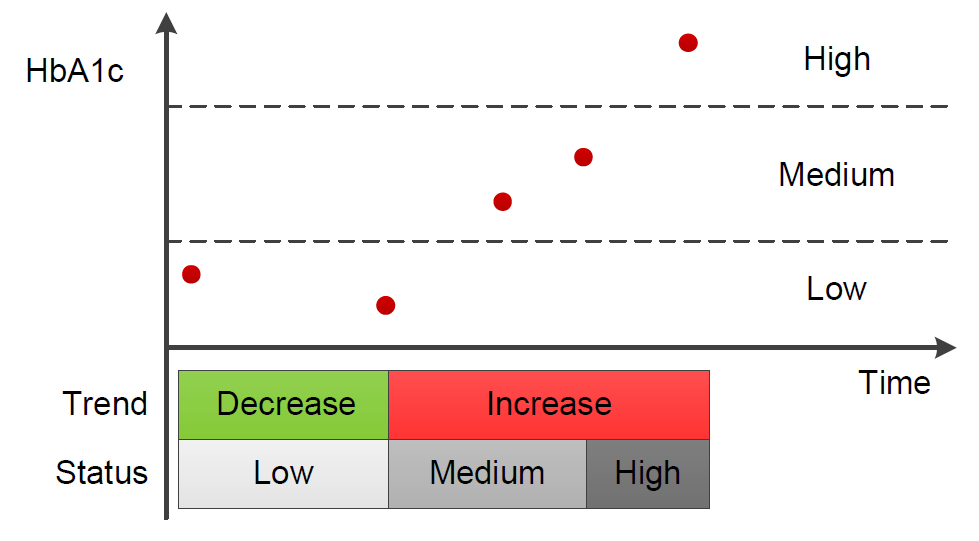 HbA1c
High
Medium
Low
Time
Trend Decrease Increase
Status Low Medium High